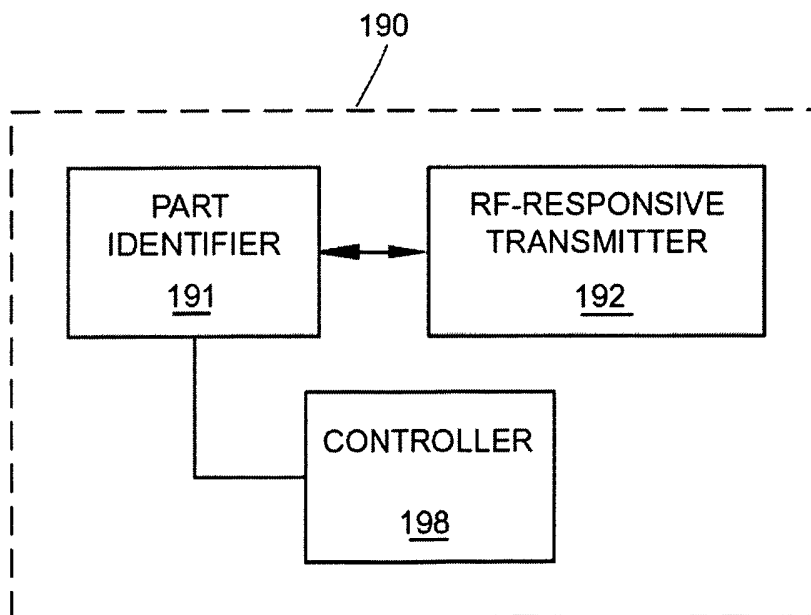 190
PART
IDENTIFIER
191
RF-RESPONSIVE
TRANSMITTER
192
CONTROLLER
198